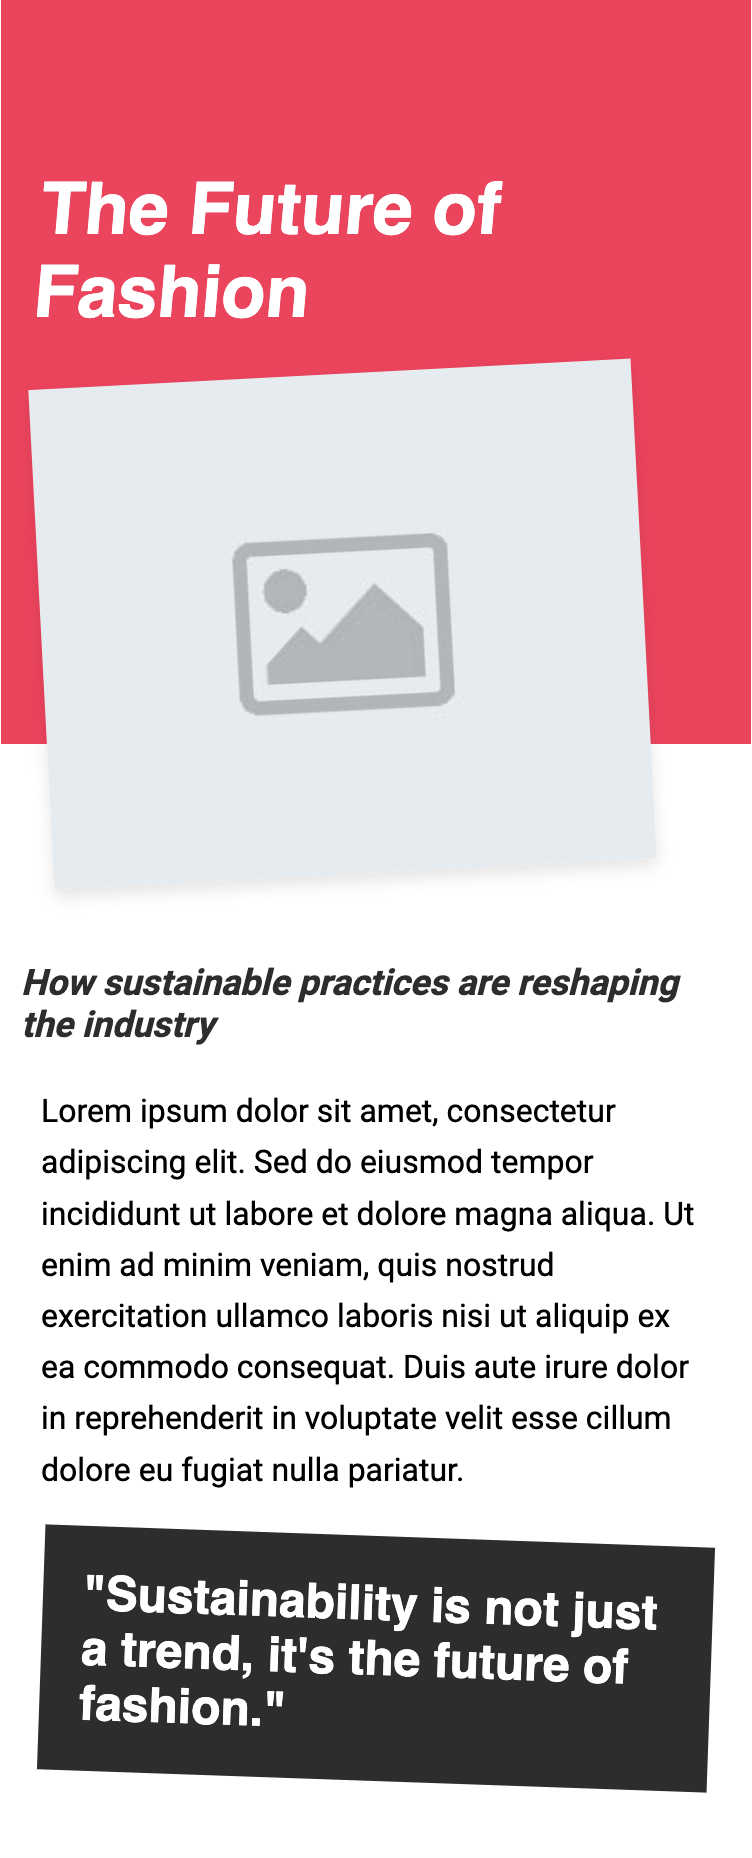 The Future of
Fashion
How sustainable practices are reshaping
the industry
Lorem ipsum dolor sit amet, consectetur
adipiscing elit. Sed do eiusmod tempor
incididunt ut labore et dolore magna aliqua. Ut
enim ad minim veniam, quis nostrud
exercitation ullamco laboris nisi ut aliquip ex
ea commodo consequat. Duis aute irure dolor
in reprehenderit in voluptate velit esse cillum
dolore eu fugiat nulla pariatur.
"Sustainability is not just
a trend, it's the future of
fashion."